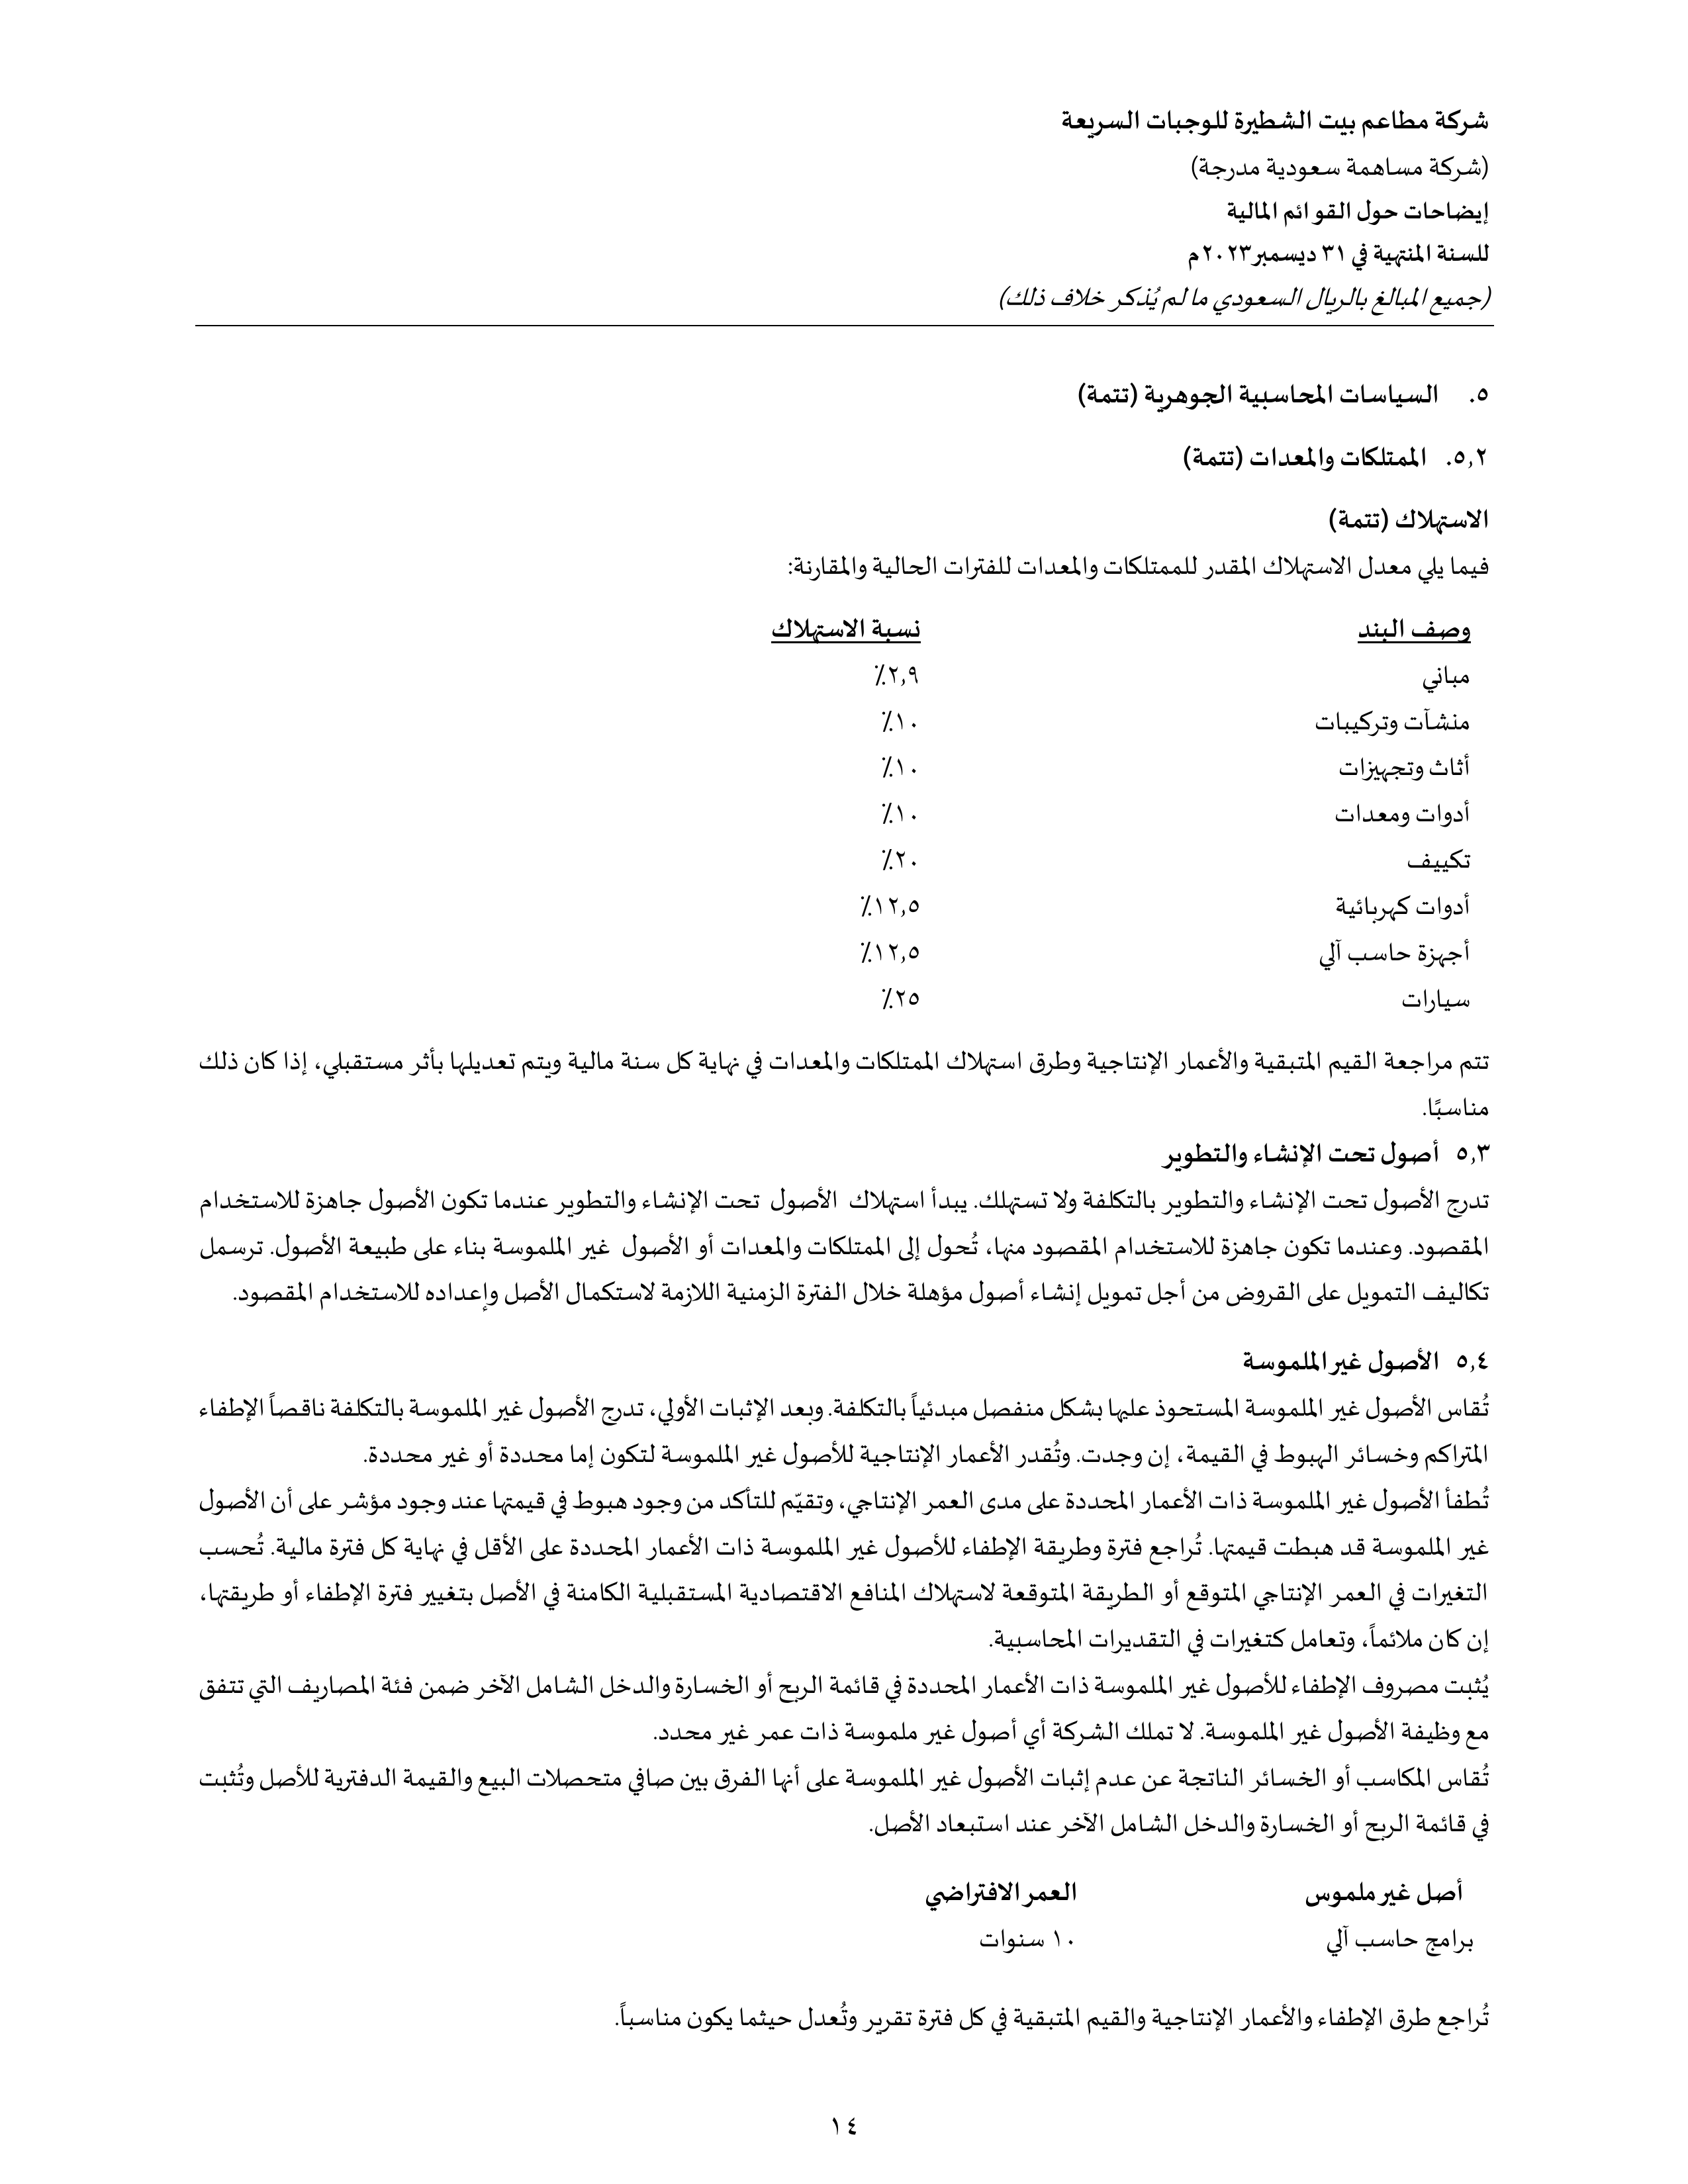 شركة مطاعم بيت الشطيرة للوجبات السريعة
(شركة مساهمة سعودية مدرجة)
إيضاحات حول القوائم المالية
للسنة المنتهية في ٣١ ديسمبر ٢٠٢٣م
(جميع المبالغ بالريال السعودي ما لم يُذكر خلاف ذلك)
٥. السياسات المحاسبية الجوهرية (تتمة)
٥,٢. الممتلكات والمعدات (تتمة)
الاستهلاك (تتمة)
فيما يلي معدل الاستهلاك المقدر للممتلكات والمعدات للفترات الحالية والمقارنة:
وصف البند نسبة الاستهلاك
مباني ٢,٩٪
منشآت وتركيبات ١٠٪
أثاث وتجهيزات ١٠٪
أدوات ومعدات ١٠٪
تكييف ٢٠٪
أدوات كهربائية ١٢,٥٪
أجهزة حاسب آلي ١٢,٥٪
سيارات ٢٥٪
تتم مراجعة القيم المتبقية والأعمار الإنتاجية وطرق استهلاك الممتلكات والمعدات في نهاية كل سنة مالية ويتم تعديلها بأثر مستقبلي، إذا كان ذلك
مناسبًا.
٥,٣ أصول تحت الإنشاء والتطوير
تدرج الأصول تحت الإنشاء والتطوير بالتكلفة ولا تستهلك. يبدأ استهلاك الأصول تحت الإنشاء والتطوير عندما تكون الأصول جاهزة للاستخدام
المقصود. وعندما تكون جاهزة للاستخدام المقصود منها، تُحول إلى الممتلكات والمعدات أو الأصول غير الملموسة بناء على طبيعة الأصول. ترسمل
تكاليف التمويل على القروض من أجل تمويل إنشاء أصول مؤهلة خلال الفترة الزمنية اللازمة لاستكمال الأصل وإعداده للاستخدام المقصود.
٥,٤ الأصول غير الملموسة
تُقاس الأصول غير الملموسة المستحوذ عليها بشكل منفصل مبدئياً بالتكلفة. وبعد الإثبات الأولي، تدرج الأصول غير الملموسة بالتكلفة ناقصاً الإطفاء
المتراكم وخسائر الهبوط في القيمة، إن وجدت. وتُقدر الأعمار الإنتاجية للأصول غير الملموسة لتكون إما محددة أو غير محددة.
تُطفأ الأصول غير الملموسة ذات الأعمار المحددة على مدى العمر الإنتاجي، وتقيّم للتأكد من وجود هبوط في قيمتها عند وجود مؤشر على أن الأصول
غير الملموسة قد هبطت قيمتها. تُراجع فترة وطريقة الإطفاء للأصول غير الملموسة ذات الأعمار المحددة على الأقل في نهاية كل فترة مالية. تُحسب
التغيرات في العمر الإنتاجي المتوقع أو الطريقة المتوقعة لاستهلاك المنافع الاقتصادية المستقبلية الكامنة في الأصل بتغيير فترة الإطفاء أو طريقتها،
إن كان ملائماً، وتعامل كتغيرات في التقديرات المحاسبية.
يُثبت مصروف الإطفاء للأصول غير الملموسة ذات الأعمار المحددة في قائمة الربح أو الخسارة والدخل الشامل الآخر ضمن فئة المصاريف التي تتفق
مع وظيفة الأصول غير الملموسة. لا تملك الشركة أي أصول غير ملموسة ذات عمر غير محدد.
تُقاس المكاسب أو الخسائر الناتجة عن عدم إثبات الأصول غير الملموسة على أنها الفرق بين صافي متحصلات البيع والقيمة الدفترية للأصل وتُثبت
في قائمة الربح أو الخسارة والدخل الشامل الآخر عند استبعاد الأصل.
أصل غير ملموس العمر الافتراضي
برامج حاسب آلي ١٠ سنوات
تُراجع طرق الإطفاء والأعمار الإنتاجية والقيم المتبقية في كل فترة تقرير وتُعدل حيثما يكون مناسباً.
١٤